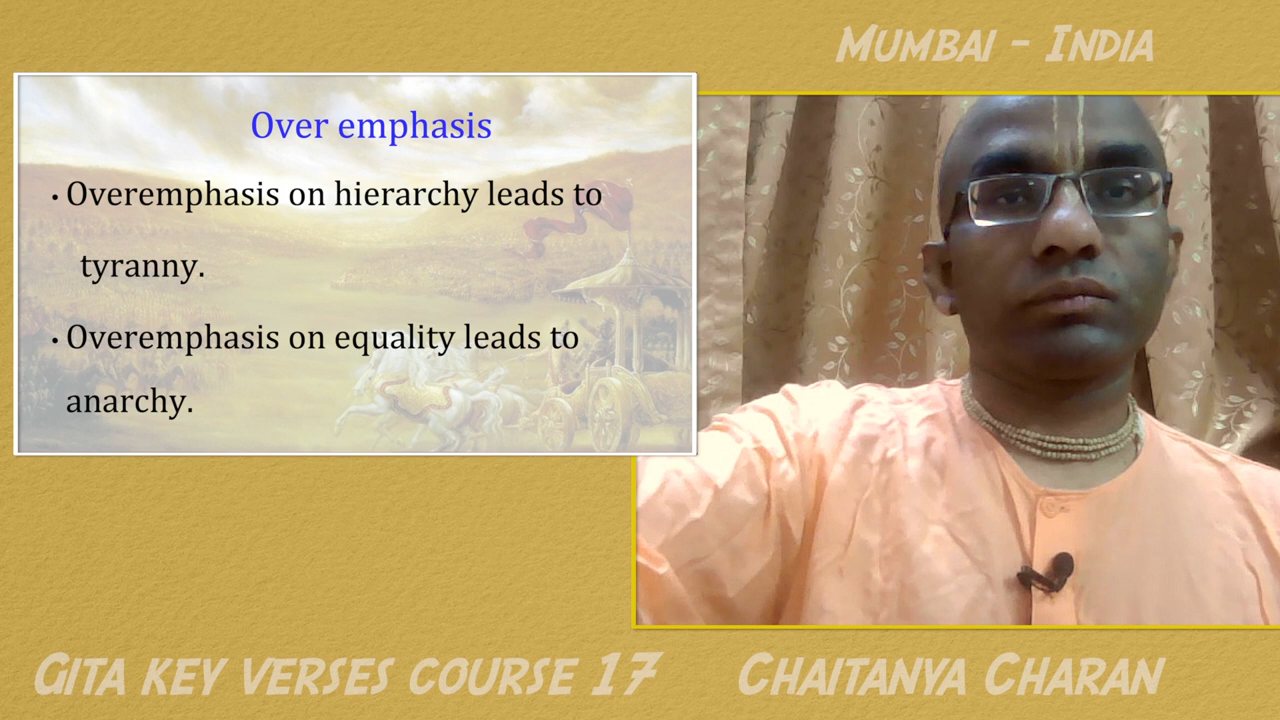 Mumbai - India
Over emphasis
• Overemphasis on hierarchy leads to
tyranny.
• Overemphasis on equality leads to
anarchy.
Gita key verses course 17
Chaitanya Charan